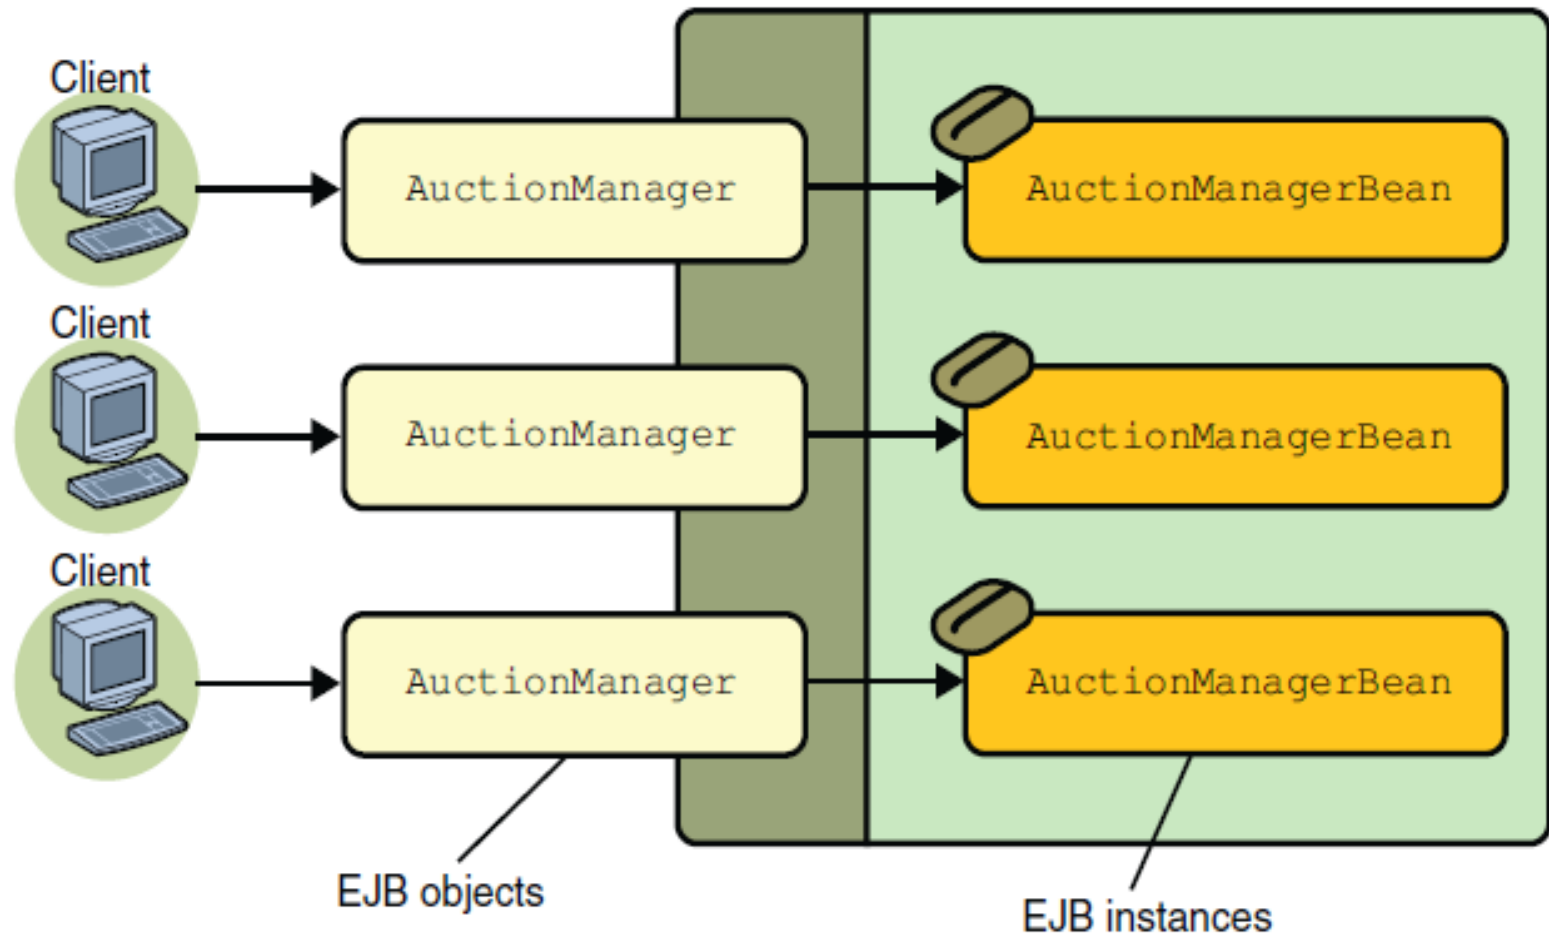 Client
AuctionManager
AuctionManagerBean
Client
AuctionManager
AuctionManagerBean
Client
AuctionManager
AuctionManagerBean
EJB objects
EJB instances